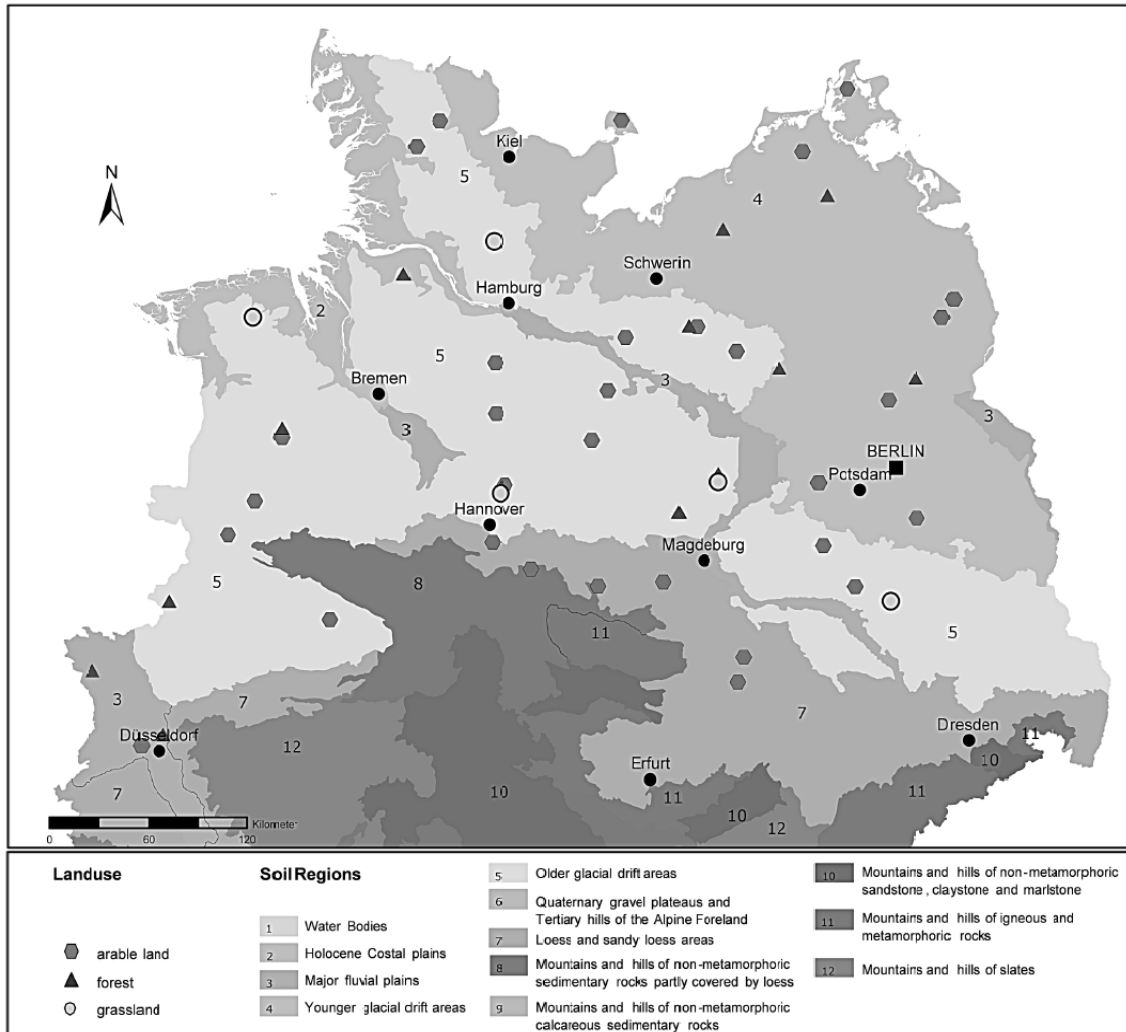 Kiel
5
4
N
Schwerin
Hamburg
2
5
Bremen
3
3
3
BERLIN
Potsdam
Hannover
Magdeburg
8
5
11
5
3
7
7
Düsseldorf
12
Dresden
11
10
Erfurt
7
10
11
11
10
12
Kilometer
0 60 120
Landuse
arable land
forest
grassland
Soil Regions
1 Water Bodies
2 Holocene Costal plains
3 Major fluvial plains
4 Younger glacial drift areas
5 Older glacial drift areas
6 Quaternary gravel plateaus and
Tertiary hills of the Alpine Foreland
7 Loess and sandy loess areas
8 Mountains and hills of non-metamorphoric
sedimentary rocks partly covered by loess
9 Mountains and hills of non-metamorphoric
calcareous sedimentary rocks
10 Mountains and hills of non-metamorphoric
sandstone, claystone and marlstone
11 Mountains and hills of igneous and
metamorphoric rocks
12 Mountains and hills of slates